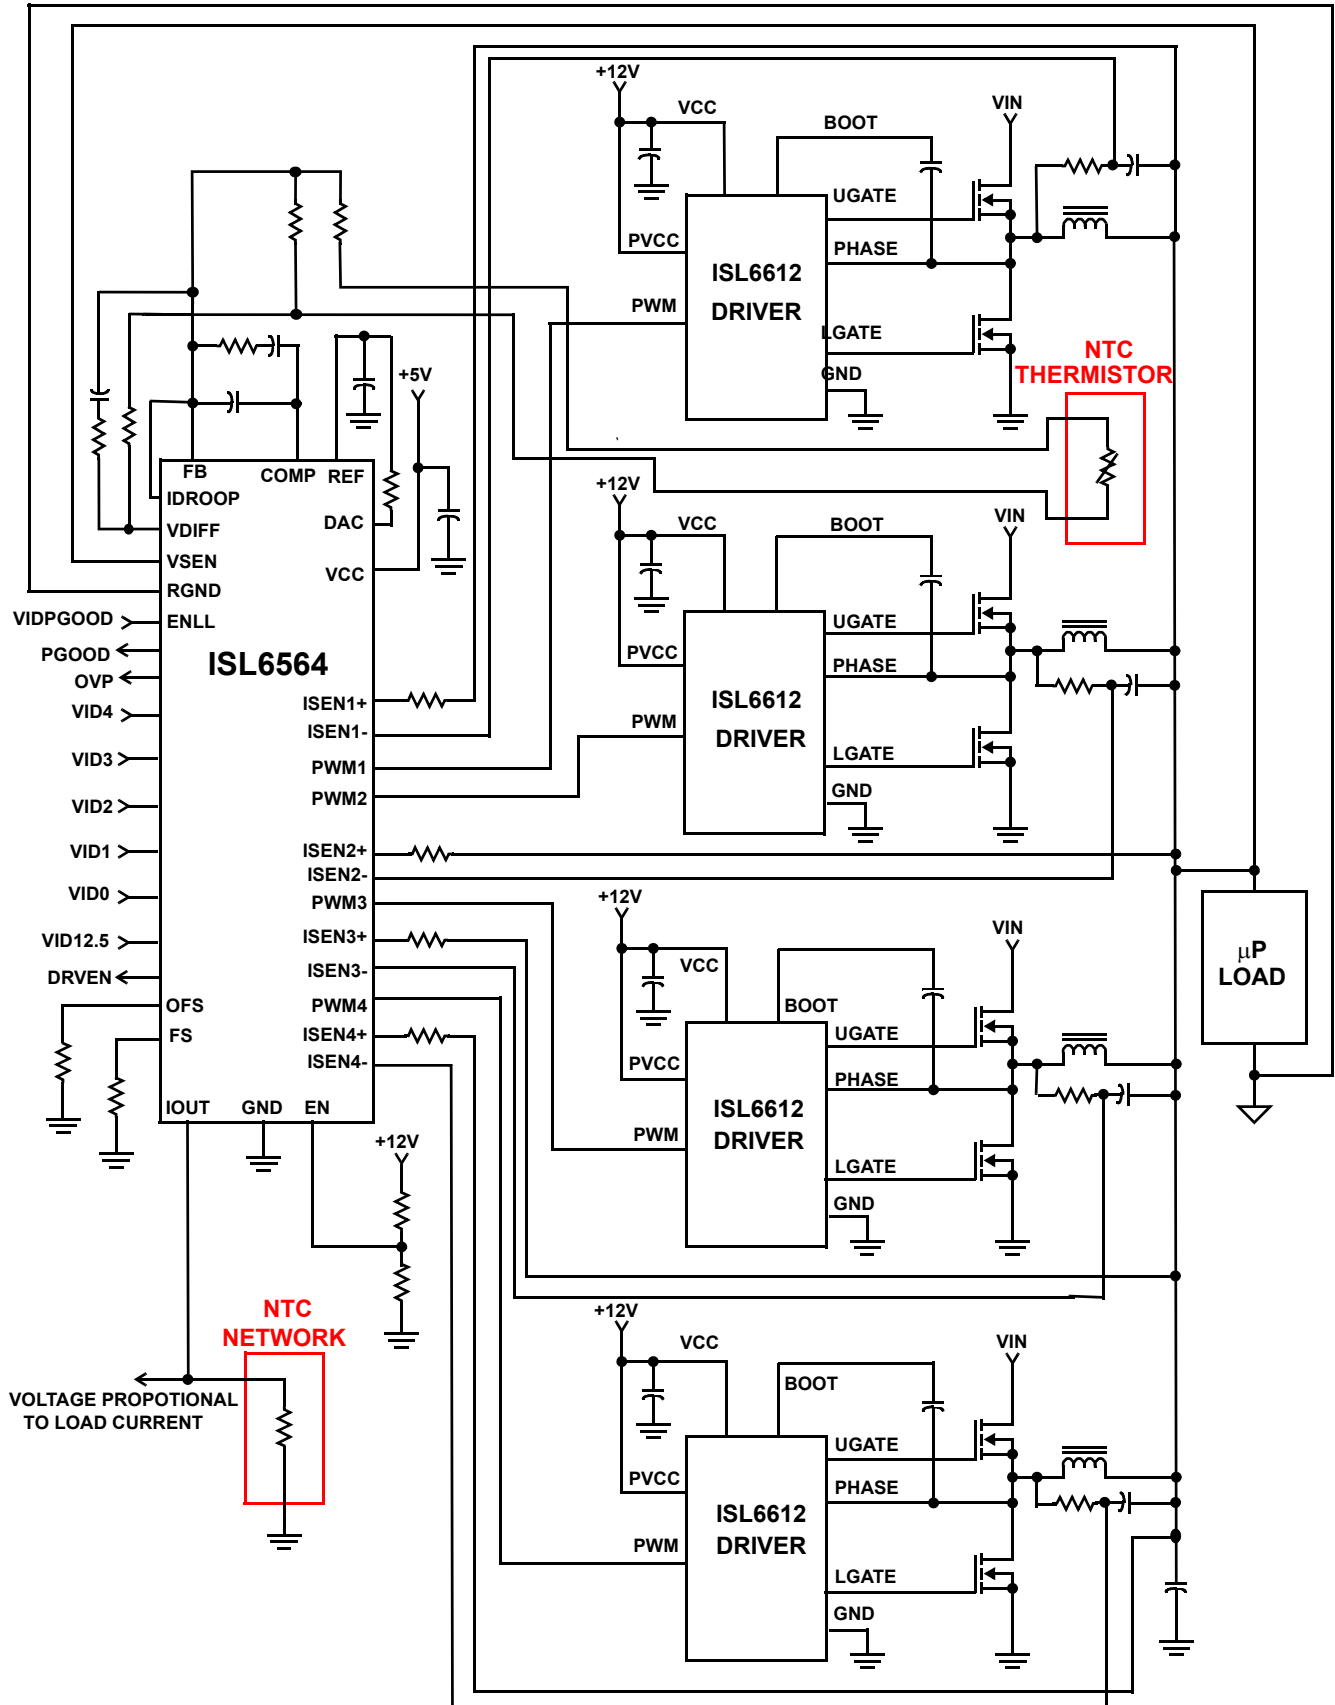 +12V
VCC
BOOT
VIN
UGATE
PVCC
PHASE
ISL6612
DRIVER
PWM
LGATE
GND
NTC
THERMISTOR
+5V
FB
COMP
REF
IDROOP
DAC
VDIFF
VSEN
VCC
RGND
VIDPGOOD
ENLL
PGOOD
OVP
ISL6564
VID4
ISEN1+
ISEN1-
VID3
PWM1
VID2
PWM2
VID1
ISEN2+
ISEN2-
VID0
PWM3
VID12.5
ISEN3+
DRVEN
ISEN3-
OFS
PWM4
FS
ISEN4+
ISEN4-
IOUT
GND
EN
+12V
+12V
VCC
BOOT
VIN
UGATE
PVCC
PHASE
ISL6612
DRIVER
PWM
LGATE
GND
+12V
VCC
BOOT
VIN
UGATE
PVCC
PHASE
ISL6612
DRIVER
PWM
LGATE
GND
µP
LOAD
NTC
NETWORK
VOLTAGE PROPOTIONAL
TO LOAD CURRENT
+12V
VCC
BOOT
VIN
UGATE
PVCC
PHASE
ISL6612
DRIVER
PWM
LGATE
GND